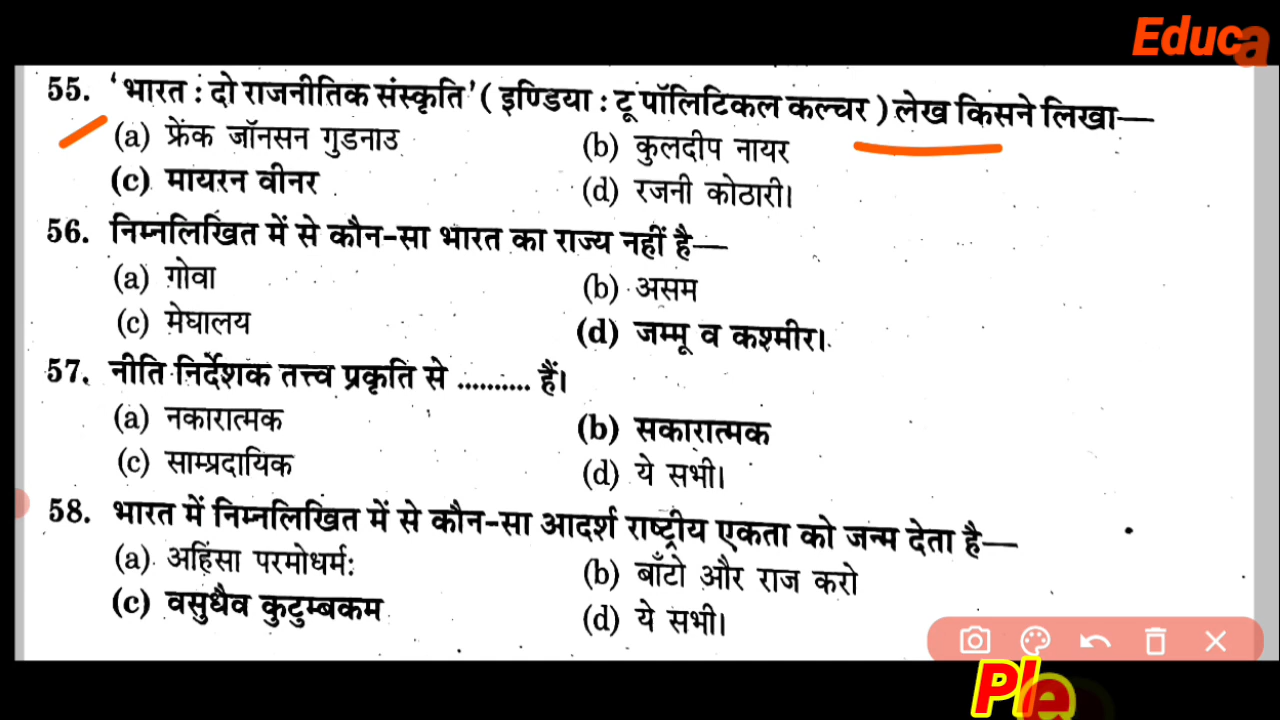 Educa
55. 'भारत : दो राजनीतिक संस्कृति' ( इण्डिया : टू पॉलिटिकल कल्चर ) लेख किसने लिखा—
(a) फ्रेंक जॉनसन गुडनाउ (b) कुलदीप नायर
(c) मायरन वीनर (d) रजनी कोठारी।
56. निम्नलिखित में से कौन-सा भारत का राज्य नहीं है—
(a) गोवा (b) असम
(c) मेघालय (d) जम्मू व कश्मीर।
57. नीति निर्देशक तत्त्व प्रकृति से .......... हैं।
(a) नकारात्मक (b) सकारात्मक
(c) साम्प्रदायिक (d) ये सभी।
58. भारत में निम्नलिखित में से कौन-सा आदर्श राष्ट्रीय एकता को जन्म देता है—
(a) अहिंसा परमोधर्मः (b) बाँटो और राज करो
(c) वसुधैव कुटुम्बकम (d) ये सभी।
Ple